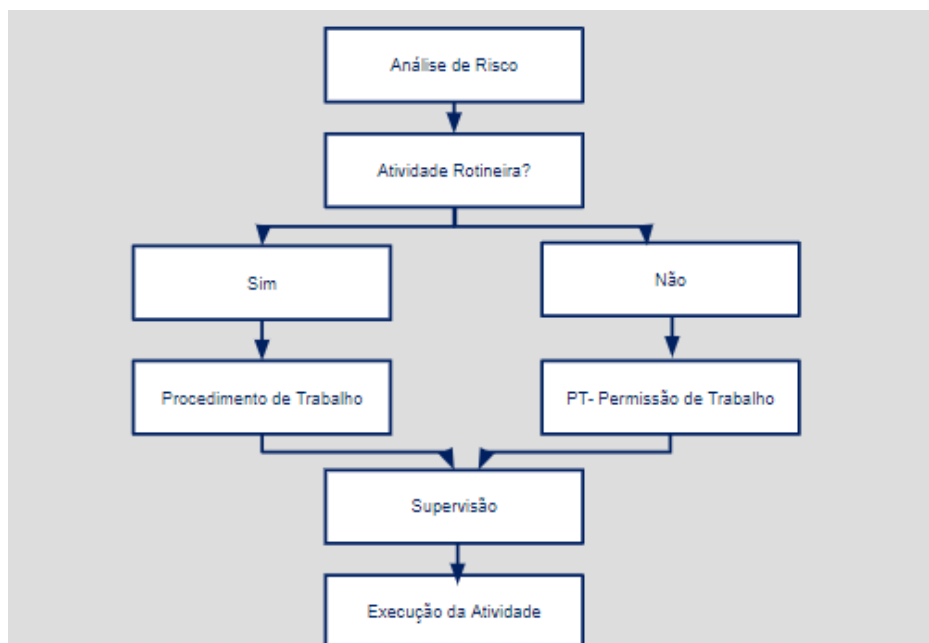 Análise de Risco
Atividade Rotineira?
Sim
Não
Procedimento de Trabalho
PT- Permissão de Trabalho
Supervisão
Execução da Atividade